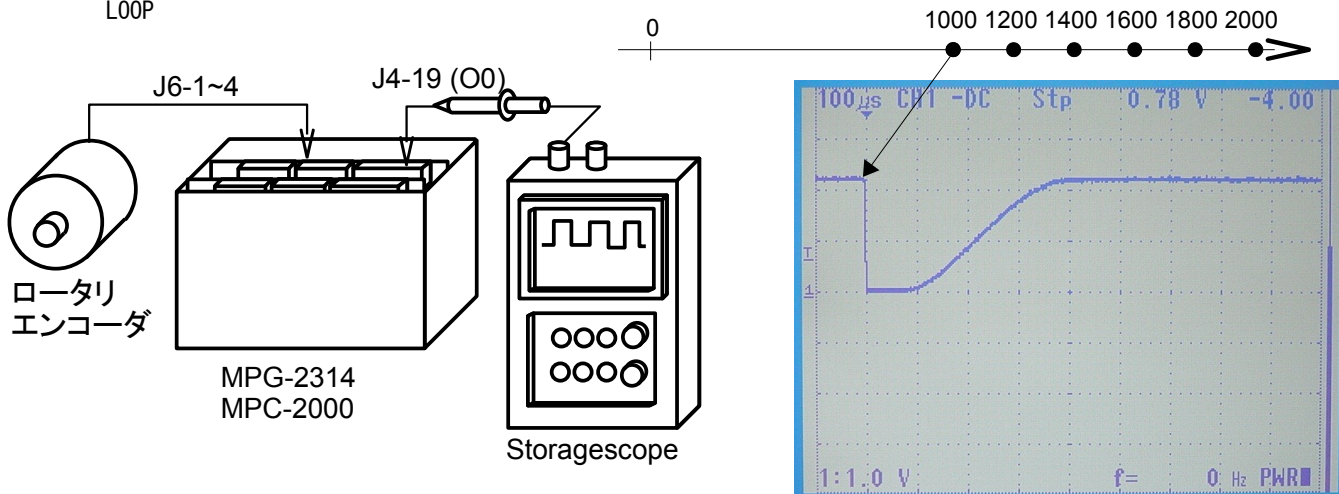 LOOP
0
1000 1200 1400 1600 1800 2000
J6-1~4
J4-19 (O0)
100µs CH1 -DC Stp 0.78 V -4.00
T
1
ロータリ
エンコーダ
MPG-2314
MPC-2000
Storagescope
1:1.0 V f= 0 Hz PWR